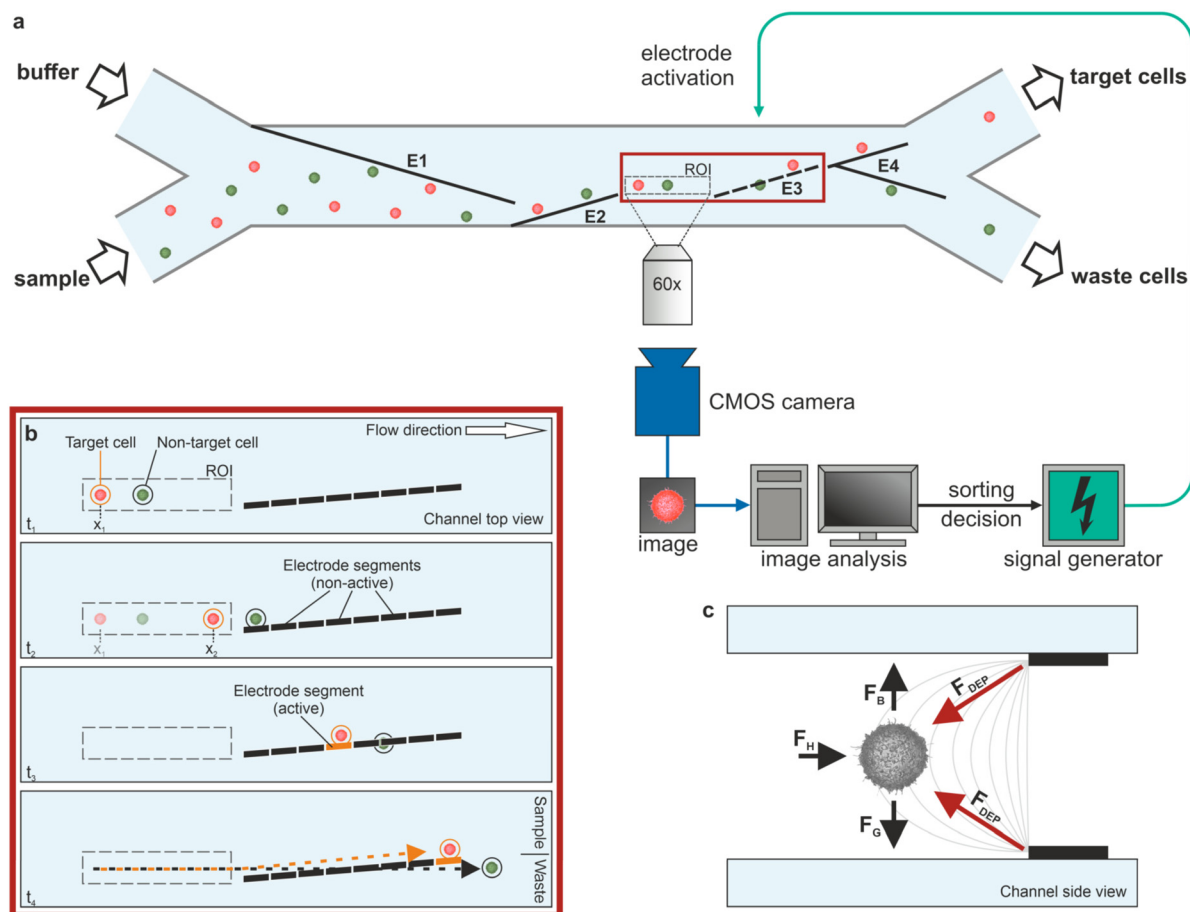 a
buffer
sample
E1
E2
ROI
E3
E4
electrode
activation
target cells
waste cells
60x
CMOS camera
image
image analysis
sorting
decision
signal generator
b
Flow direction
Target cell
Non-target cell
ROI
x1
t1
Channel top view
Electrode segments
(non-active)
x1
x2
t2
Electrode segment
(active)
t3
Sample
Waste
t4
c
FB
FDEP
FH
FG
FDEP
Channel side view